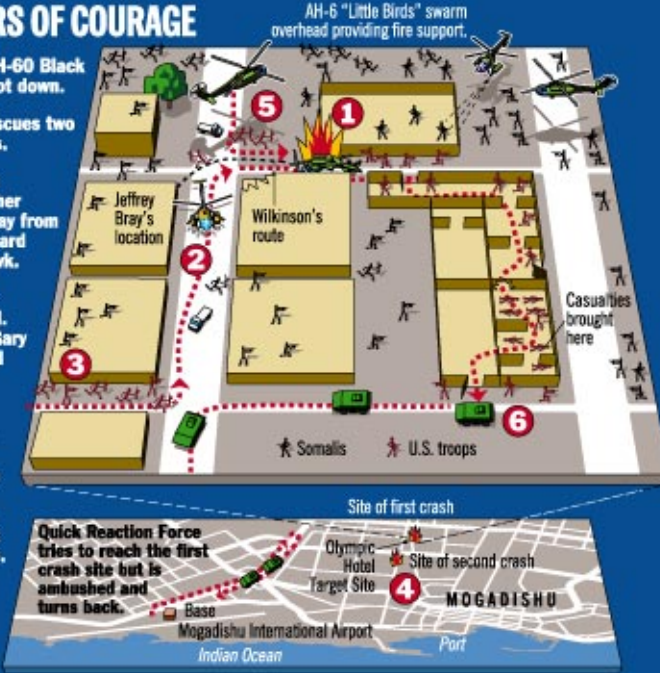 RS OF COURAGE
AH-6 "Little Birds" swarm
overhead providing fire support.
H-60 Black
ot down.
scues two
s.
ner
ay from
ard
yk.
l.
Gary
l
5
1
Jeffrey
Bray's
location
Wilkinson's
route
2
3
Casualties
brought
here
6
Somalis
U.S. troops
Site of first crash
Quick Reaction Force
tries to reach the first
crash site but is
ambushed and
turns back.
Olympic
Hotel
Target Site
Site of second crash
4
MOGADISHU
Base
Mogadishu International Airport
Port
Indian Ocean